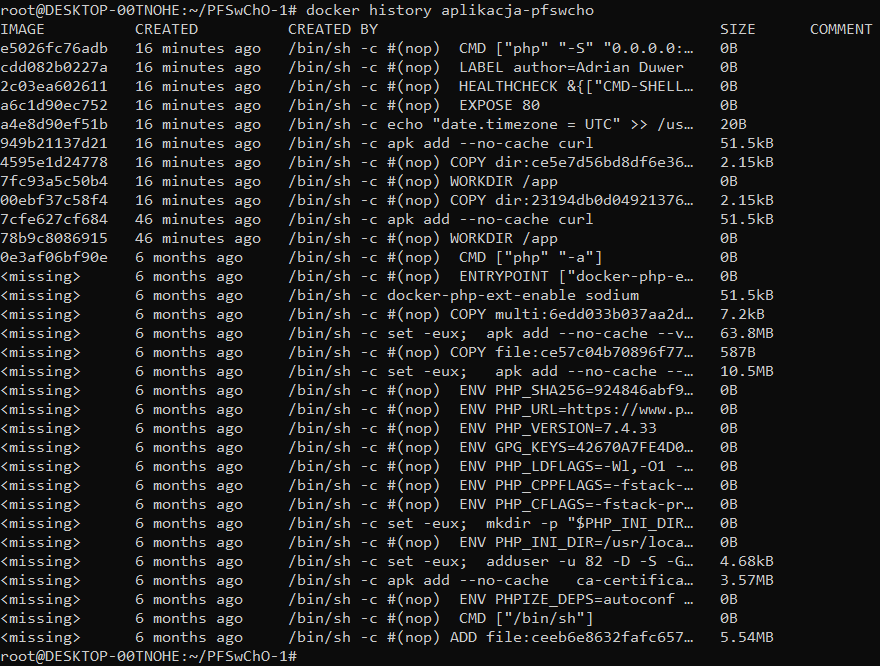 root@DESKTOP-00TNOHE:~/PFSwChO-1# docker history aplikacja-pfswcho
IMAGE          CREATED          CREATED BY                                      SIZE      COMMENT
e5026fc76adb   16 minutes ago   /bin/sh -c #(nop)  CMD ["php" "-S" "0.0.0.0:…   0B
cdd082b0227a   16 minutes ago   /bin/sh -c #(nop)  LABEL author=Adrian Duwer    0B
2c03ea602611   16 minutes ago   /bin/sh -c #(nop)  HEALTHCHECK &{["CMD-SHELL…   0B
a6c1d90ec752   16 minutes ago   /bin/sh -c #(nop)  EXPOSE 80                    0B
a4e8d90ef51b   16 minutes ago   /bin/sh -c echo "date.timezone = UTC" >> /us…   20B
949b21137d21   16 minutes ago   /bin/sh -c apk add --no-cache curl              51.5kB
4595e1d24778   16 minutes ago   /bin/sh -c #(nop) COPY dir:ce5e7d56bd8df6e36…   2.15kB
7fc93a5c50b4   16 minutes ago   /bin/sh -c #(nop) WORKDIR /app                  0B
00ebf37c58f4   16 minutes ago   /bin/sh -c #(nop) COPY dir:23194db0d04921376…   2.15kB
7cfe627cf684   46 minutes ago   /bin/sh -c apk add --no-cache curl              51.5kB
78b9c8086915   46 minutes ago   /bin/sh -c #(nop) WORKDIR /app                  0B
0e3af06bf90e   6 months ago     /bin/sh -c #(nop)  CMD ["php" "-a"]             0B
<missing>      6 months ago     /bin/sh -c #(nop)  ENTRYPOINT ["docker-php-e…   0B
<missing>      6 months ago     /bin/sh -c docker-php-ext-enable sodium         51.5kB
<missing>      6 months ago     /bin/sh -c #(nop) COPY multi:6edd033b037aa2d…   7.2kB
<missing>      6 months ago     /bin/sh -c set -eux;  apk add --no-cache --v…   63.8MB
<missing>      6 months ago     /bin/sh -c #(nop) COPY file:ce57c04b70896f77…   587B
<missing>      6 months ago     /bin/sh -c set -eux;   apk add --no-cache --…   10.5MB
<missing>      6 months ago     /bin/sh -c #(nop)  ENV PHP_SHA256=924846abf9…   0B
<missing>      6 months ago     /bin/sh -c #(nop)  ENV PHP_URL=https://www.p…   0B
<missing>      6 months ago     /bin/sh -c #(nop)  ENV PHP_VERSION=7.4.33       0B
<missing>      6 months ago     /bin/sh -c #(nop)  ENV GPG_KEYS=42670A7FE4D0…   0B
<missing>      6 months ago     /bin/sh -c #(nop)  ENV PHP_LDFLAGS=-Wl,-O1 -…   0B
<missing>      6 months ago     /bin/sh -c #(nop)  ENV PHP_CPPFLAGS=-fstack-…   0B
<missing>      6 months ago     /bin/sh -c #(nop)  ENV PHP_CFLAGS=-fstack-pr…   0B
<missing>      6 months ago     /bin/sh -c set -eux;  mkdir -p "$PHP_INI_DIR…   0B
<missing>      6 months ago     /bin/sh -c #(nop)  ENV PHP_INI_DIR=/usr/loca…   0B
<missing>      6 months ago     /bin/sh -c set -eux;  adduser -u 82 -D -S -G…   4.68kB
<missing>      6 months ago     /bin/sh -c apk add --no-cache   ca-certifica…   3.57MB
<missing>      6 months ago     /bin/sh -c #(nop)  ENV PHPIZE_DEPS=autoconf …   0B
<missing>      6 months ago     /bin/sh -c #(nop)  CMD ["/bin/sh"]              0B
<missing>      6 months ago     /bin/sh -c #(nop) ADD file:ceeb6e8632fafc657…   5.54MB
root@DESKTOP-00TNOHE:~/PFSwChO-1#